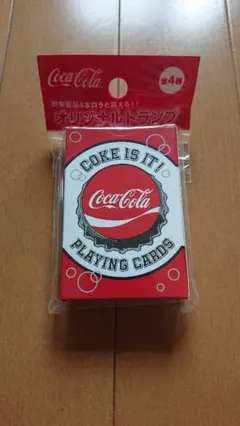 Coca-Cola
全4種
対象製品4本買うと貰える!!
オリジナルトランプ
COKE IS IT!
Coca-Cola
PLAYING CARDS